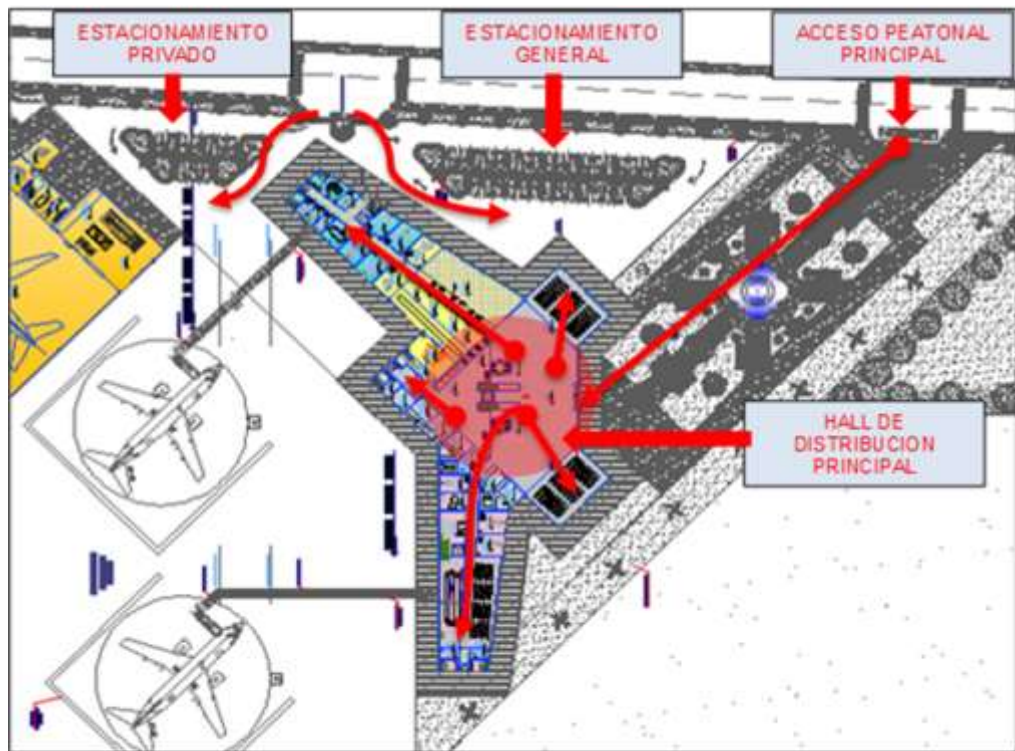 ESTACIONAMIENTO
PRIVADO
ESTACIONAMIENTO
GENERAL
ACCESO PEATONAL
PRINCIPAL
HALL DE
DISTRIBUCION
PRINCIPAL